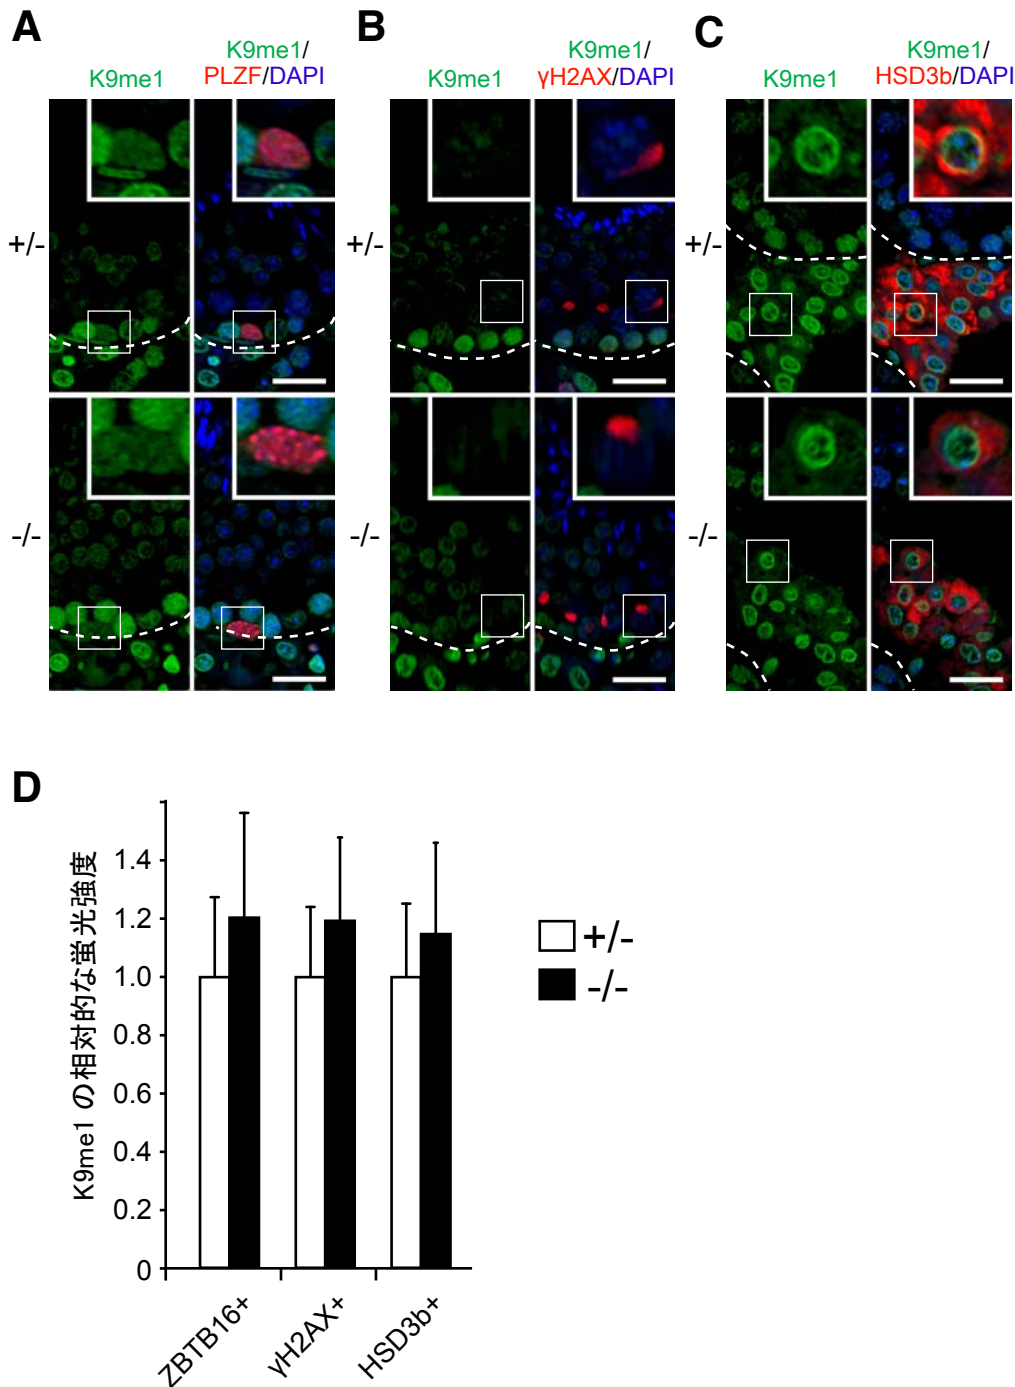 A
K9me1
K9me1/
PLZF/DAPI
+/-
-/-
B
K9me1
K9me1/
γH2AX/DAPI
+/-
-/-
C
K9me1
K9me1/
HSD3b/DAPI
+/-
-/-
D
K9me1 の相対的な蛍光強度
1.4
1.2
1.0
0.8
0.6
0.4
0.2
0
ZBTB16+
γH2AX+
HSD3b+
+/-
-/-